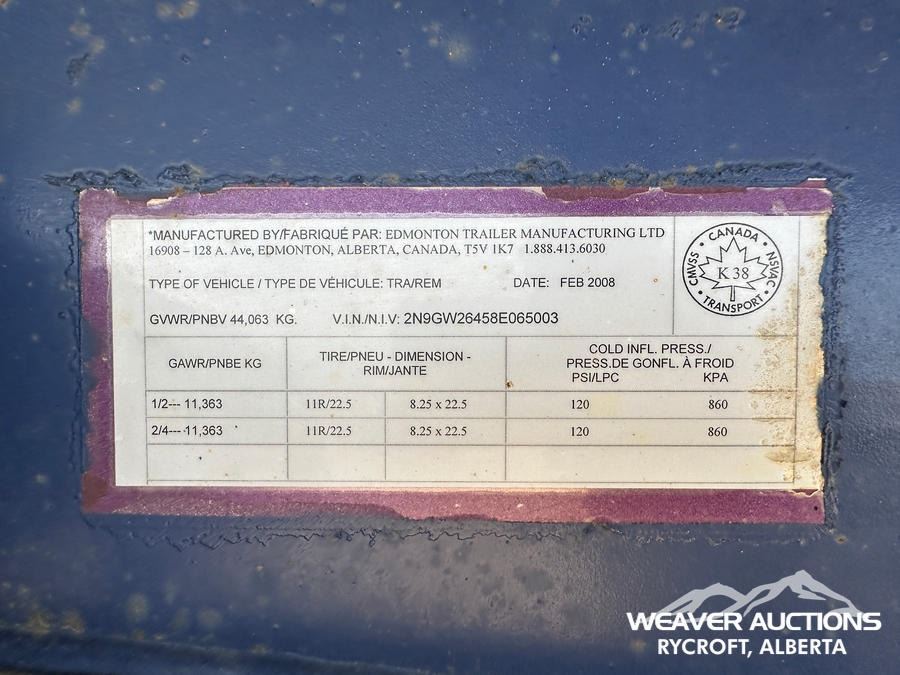 *MANUFACTURED BY/FABRIQUÉ PAR: EDMONTON TRAILER MANUFACTURING LTD
16908 – 128 A. Ave, EDMONTON, ALBERTA, CANADA, T5V 1K7 1.888.413.6030
TYPE OF VEHICLE / TYPE DE VÉHICULE: TRA/REM DATE: FEB 2008
GVWR/PNBV 44,063 KG. V.I.N./N.I.V: 2N9GW26458E065003
CANADA
CMVSS NSVAC
K 38
TRANSPORT
GAWR/PNBE KG
TIRE/PNEU - DIMENSION -
RIM/JANTE
COLD INFL. PRESS./
PRESS.DE GONFL. À FROID
PSI/LPC KPA
1/2--- 11,363 11R/22.5 8.25 x 22.5 120 860
2/4--- 11,363 11R/22.5 8.25 x 22.5 120 860
WEAVER AUCTIONS
RYCROFT, ALBERTA